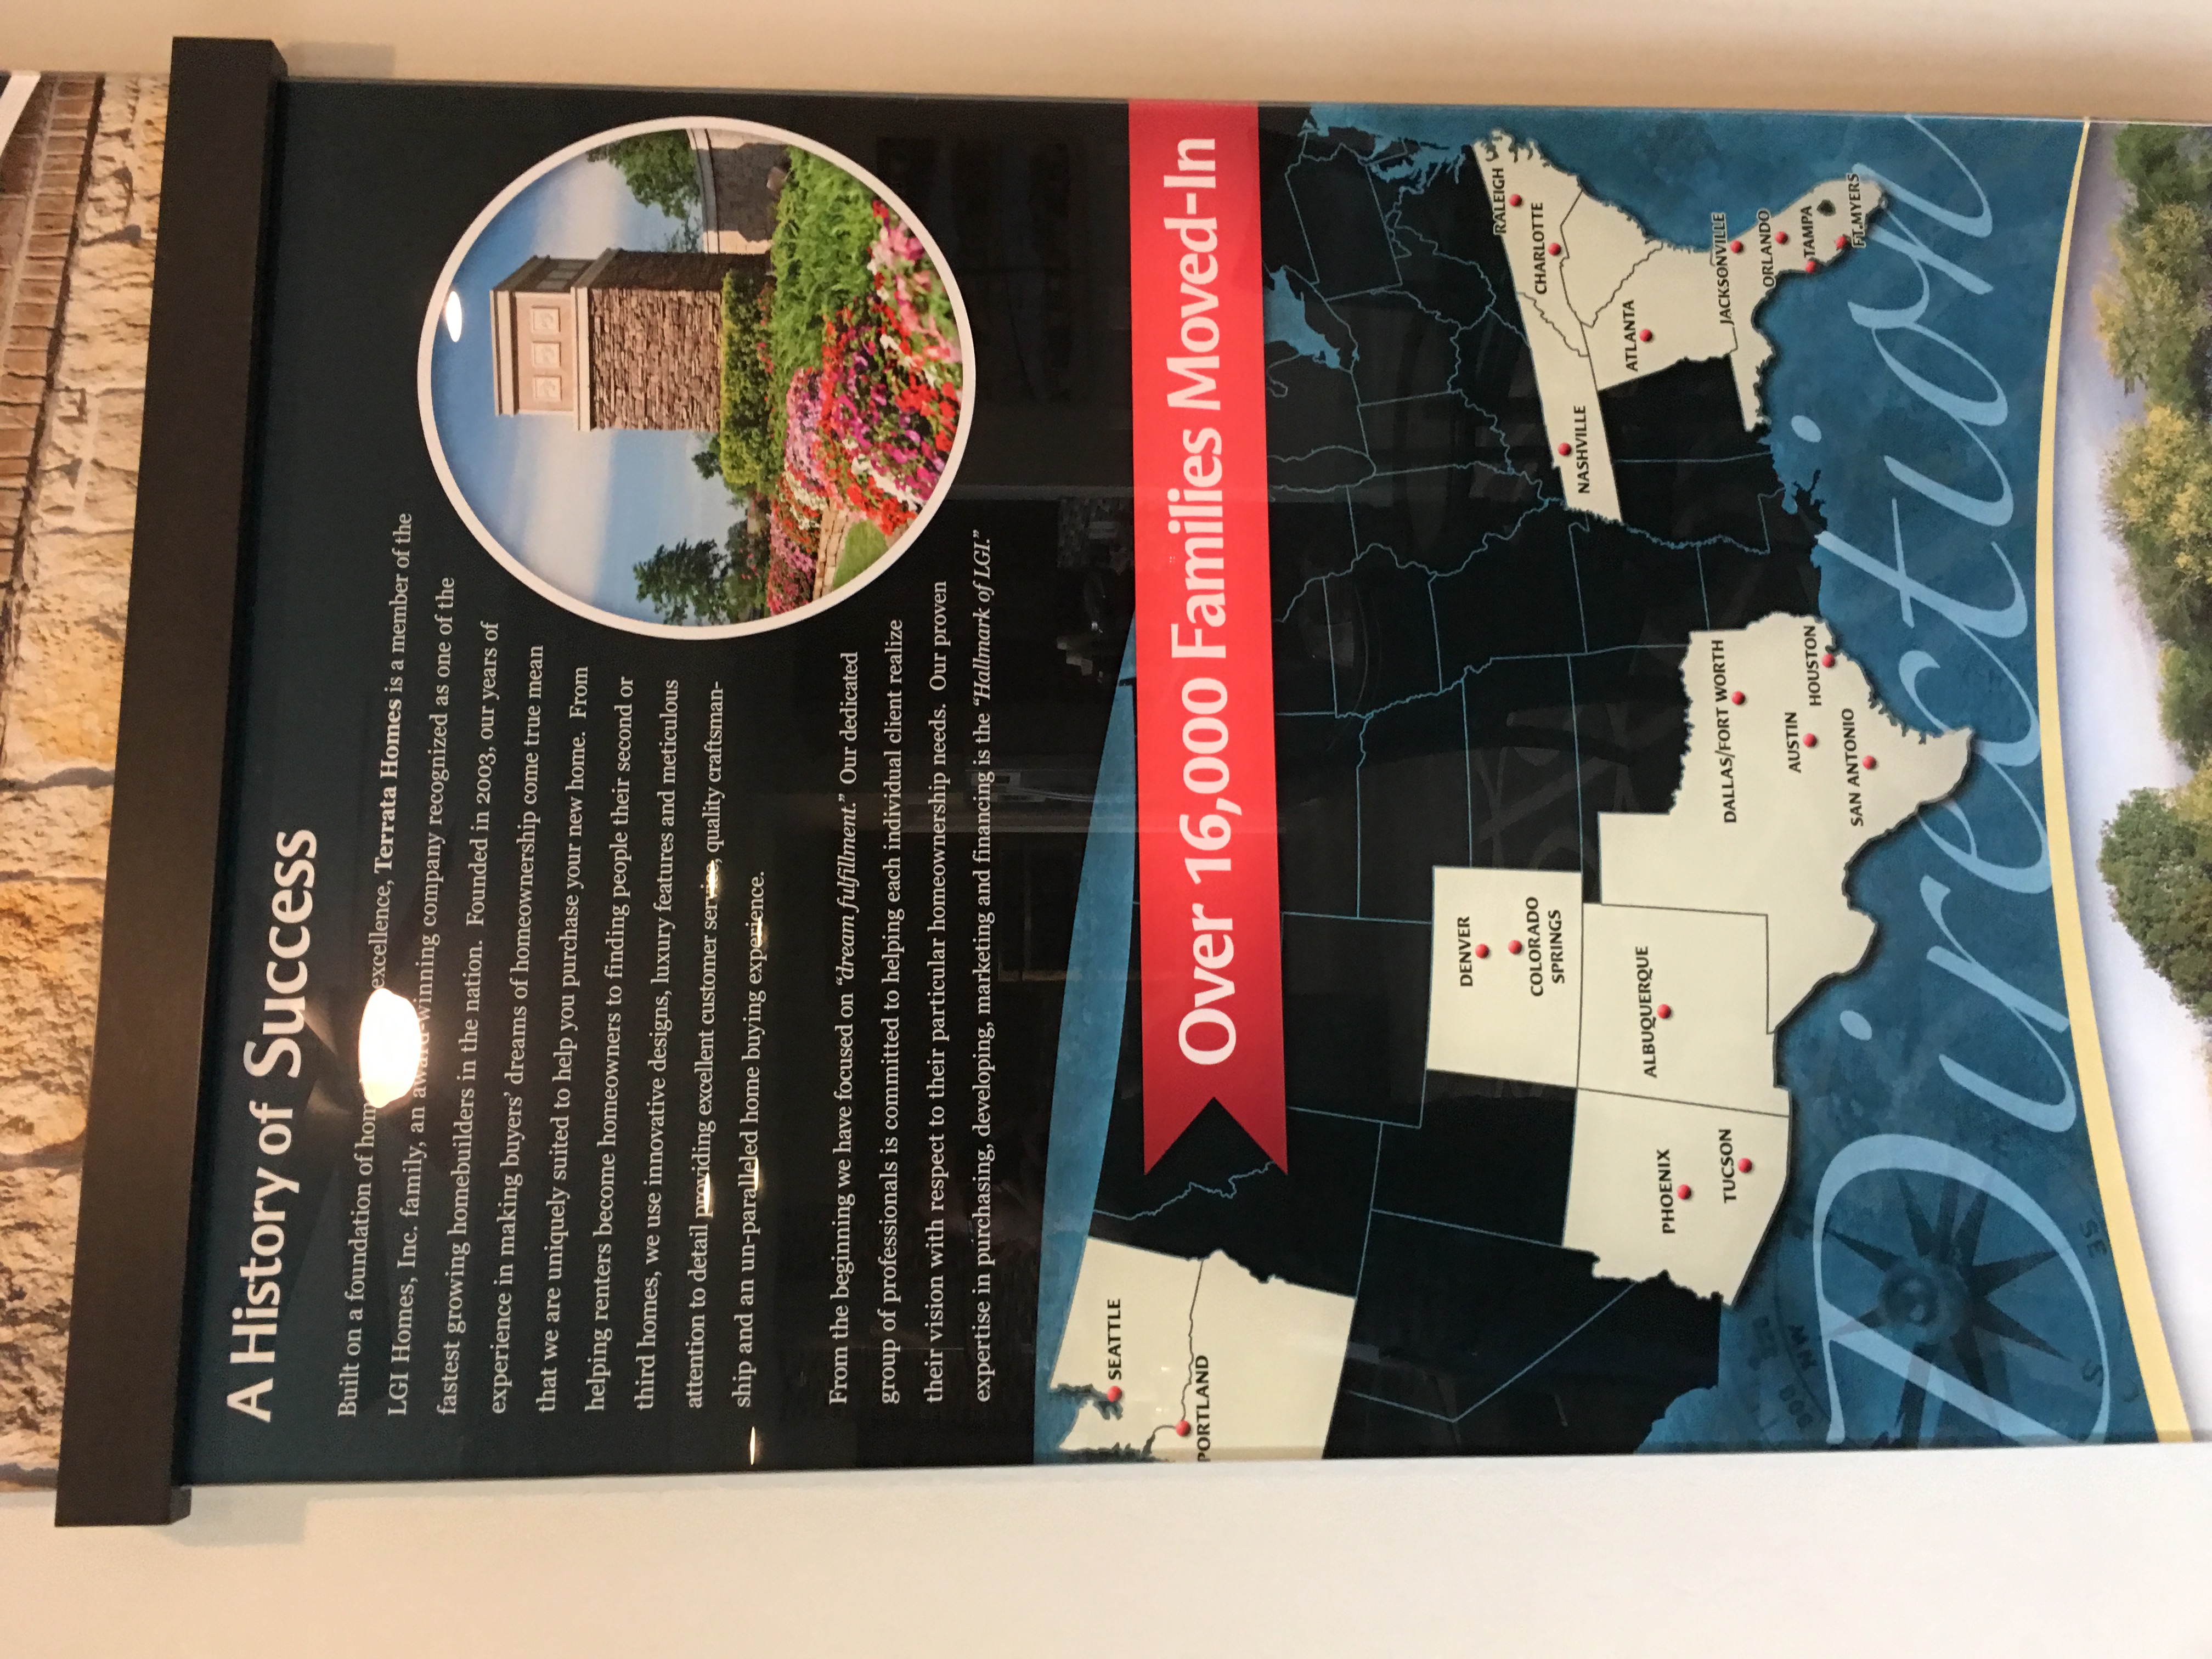 A History of Success
Built on a foundation of excellence, Terrata Homes is a member of the
LGI Homes, Inc. family, an award-winning company recognized as one of the
fastest growing homebuilders in the nation. Founded in 2003, our years of
experience in making buyers' dreams of homeownership come true mean
that we are uniquely suited to help you purchase your new home. From
helping renters become homeowners to finding people their second or
third homes, we use innovative designs, luxury features and meticulous
attention to detail providing excellent customer service, quality craftsman-
ship and an un-paralleled home buying experience.
From the beginning we have focused on "dream fulfillment." Our dedicated
group of professionals is committed to helping each individual client realize
their vision with respect to their particular homeownership needs. Our proven
expertise in purchasing, developing, marketing and financing is the "Hallmark of LGI."
SEATTLE
PORTLAND
Over 16,000 Families Moved-In
DENVER
COLORADO
SPRINGS
RALEIGH
CHARLOTTE
NASHVILLE
ATLANTA
ALBUQUERQUE
PHOENIX
TUCSON
DALLAS/FORT WORTH
JACKSONVILLE
ORLANDO
AUSTIN
HOUSTON
TAMPA
SAN ANTONIO
FT.MYERS
NW
Direction
S
SE